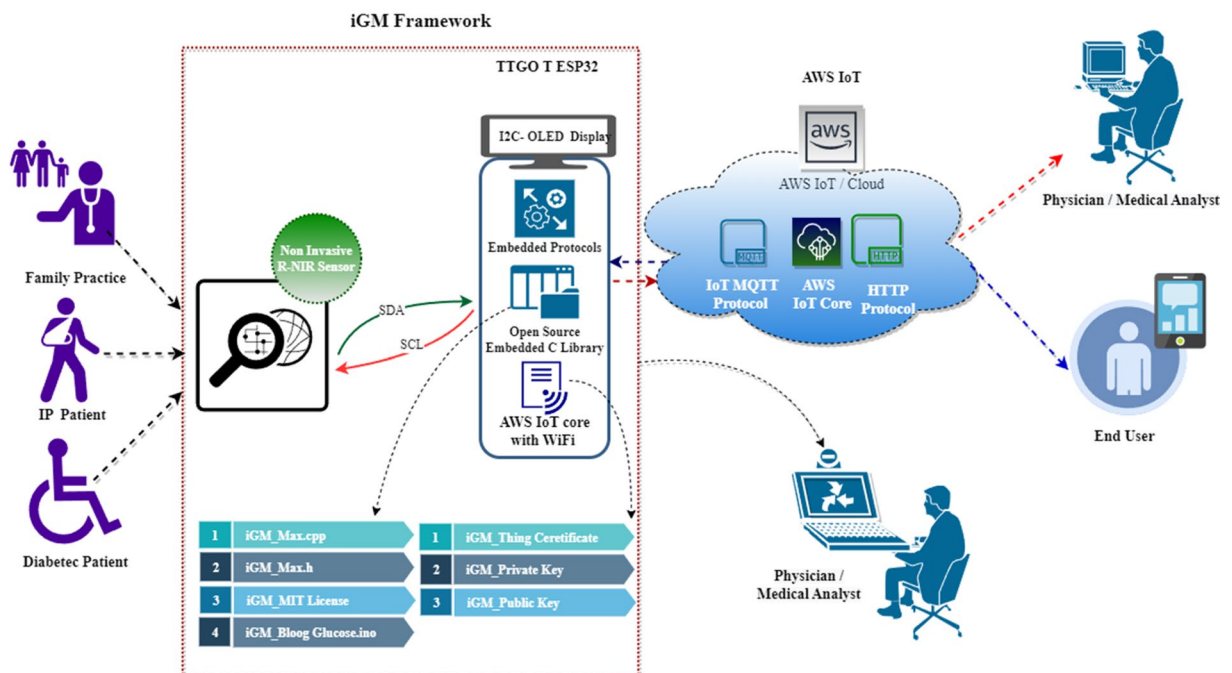 iGM Framework
TTGO T ESP32
I2C- OLED Display
Embedded Protocols
Open Source
Embedded C Library
AWS IoT core
with WiFi
Family Practice
IP Patient
Diabetec Patient
Non Invasive
R-NIR Sensor
SDA
SCL
1 iGM_Max.cpp
2 iGM_Max.h
3 iGM_MIT License
4 iGM_Bloog Glucose.ino
1 iGM_Thing Ceretificate
2 iGM_Private Key
3 iGM_Public Key
AWS IoT
aws
AWS IoT / Cloud
MQTT
HTTP
IoT MQTT
Protocol
AWS
IoT Core
HTTP
Protocol
Physician / Medical Analyst
End User
Physician /
Medical Analyst